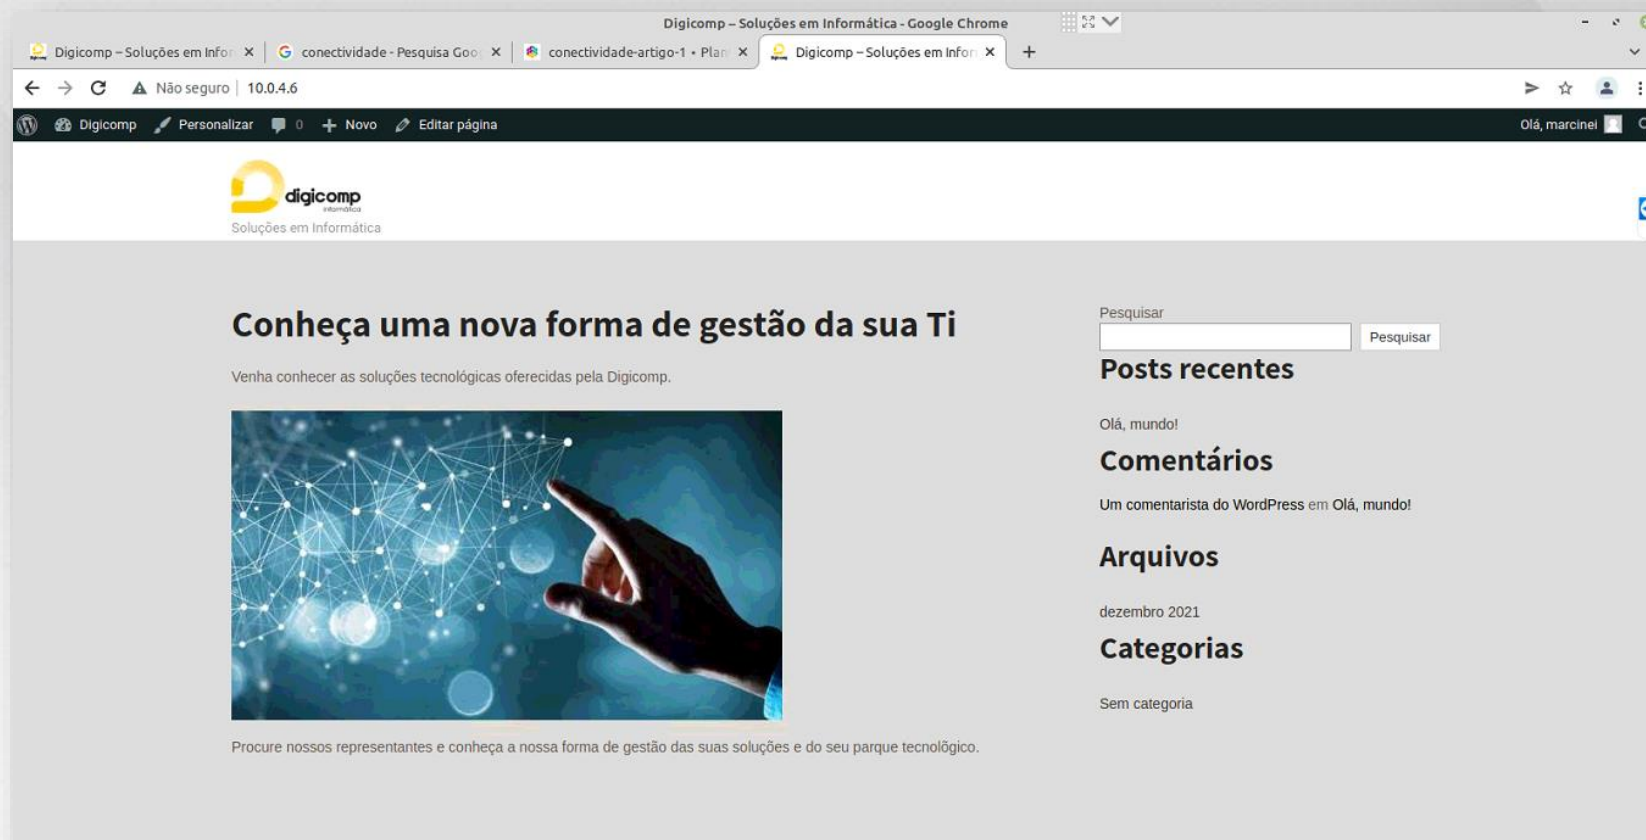 Digicomp – Soluções em Informática - Google Chrome
Digicomp – Soluções em Infor
conectividade - Pesquisa Goo
conectividade-artigo-1 • Plan
Digicomp – Soluções em Infor
Não seguro | 10.0.4.6
Digicomp Personalizar 0 + Novo Editar página
Olá, marcinei
digicomp
informática
Soluções em Informática
Conheça uma nova forma de gestão da sua Ti
Venha conhecer as soluções tecnológicas oferecidas pela Digicomp.
Procure nossos representantes e conheça a nossa forma de gestão das suas soluções e do seu parque tecnolõgico.
Pesquisar
Pesquisar
Posts recentes
Olá, mundo!
Comentários
Um comentarista do WordPress em Olá, mundo!
Arquivos
dezembro 2021
Categorias
Sem categoria